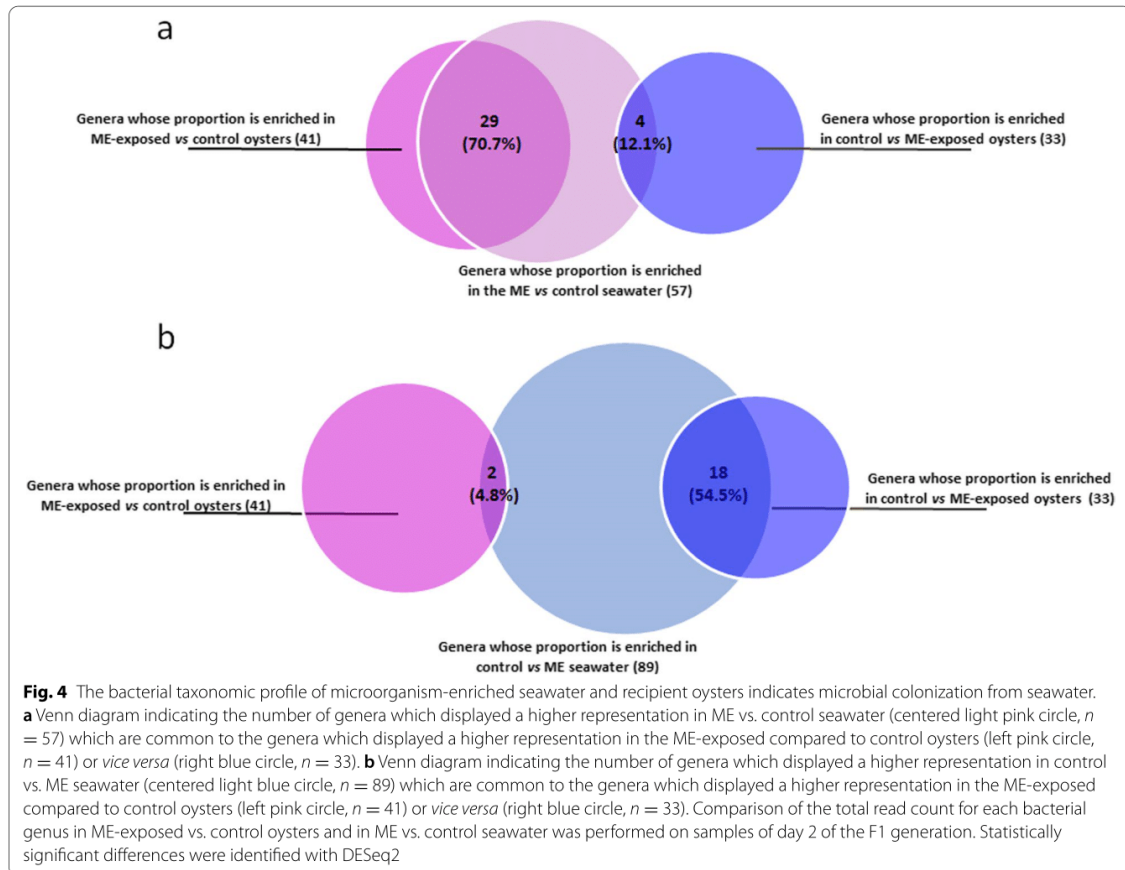 a
Genera whose proportion is enriched in
ME-exposed vs control oysters (41)
29
(70.7%)
4
(12.1%)
Genera whose proportion is enriched
in control vs ME-exposed oysters (33)
Genera whose proportion is enriched
in the ME vs control seawater (57)
b
Genera whose proportion is enriched in
ME-exposed vs control oysters (41)
2
(4.8%)
18
(54.5%)
Genera whose proportion is enriched
in control vs ME-exposed oysters (33)
Genera whose proportion is enriched in
control vs ME seawater (89)
Fig. 4 The bacterial taxonomic profile of microorganism-enriched seawater and recipient oysters indicates microbial colonization from seawater.
a Venn diagram indicating the number of genera which displayed a higher representation in ME vs. control seawater (centered light pink circle, n
= 57) which are common to the genera which displayed a higher representation in the ME-exposed compared to control oysters (left pink circle,
n = 41) or vice versa (right blue circle, n = 33). b Venn diagram indicating the number of genera which displayed a higher representation in control
vs. ME seawater (centered light blue circle, n = 89) which are common to the genera which displayed a higher representation in the ME-exposed
compared to control oysters (left pink circle, n = 41) or vice versa (right blue circle, n = 33). Comparison of the total read count for each bacterial
genus in ME-exposed vs. control oysters and in ME vs. control seawater was performed on samples of day 2 of the F1 generation. Statistically
significant differences were identified with DESeq2